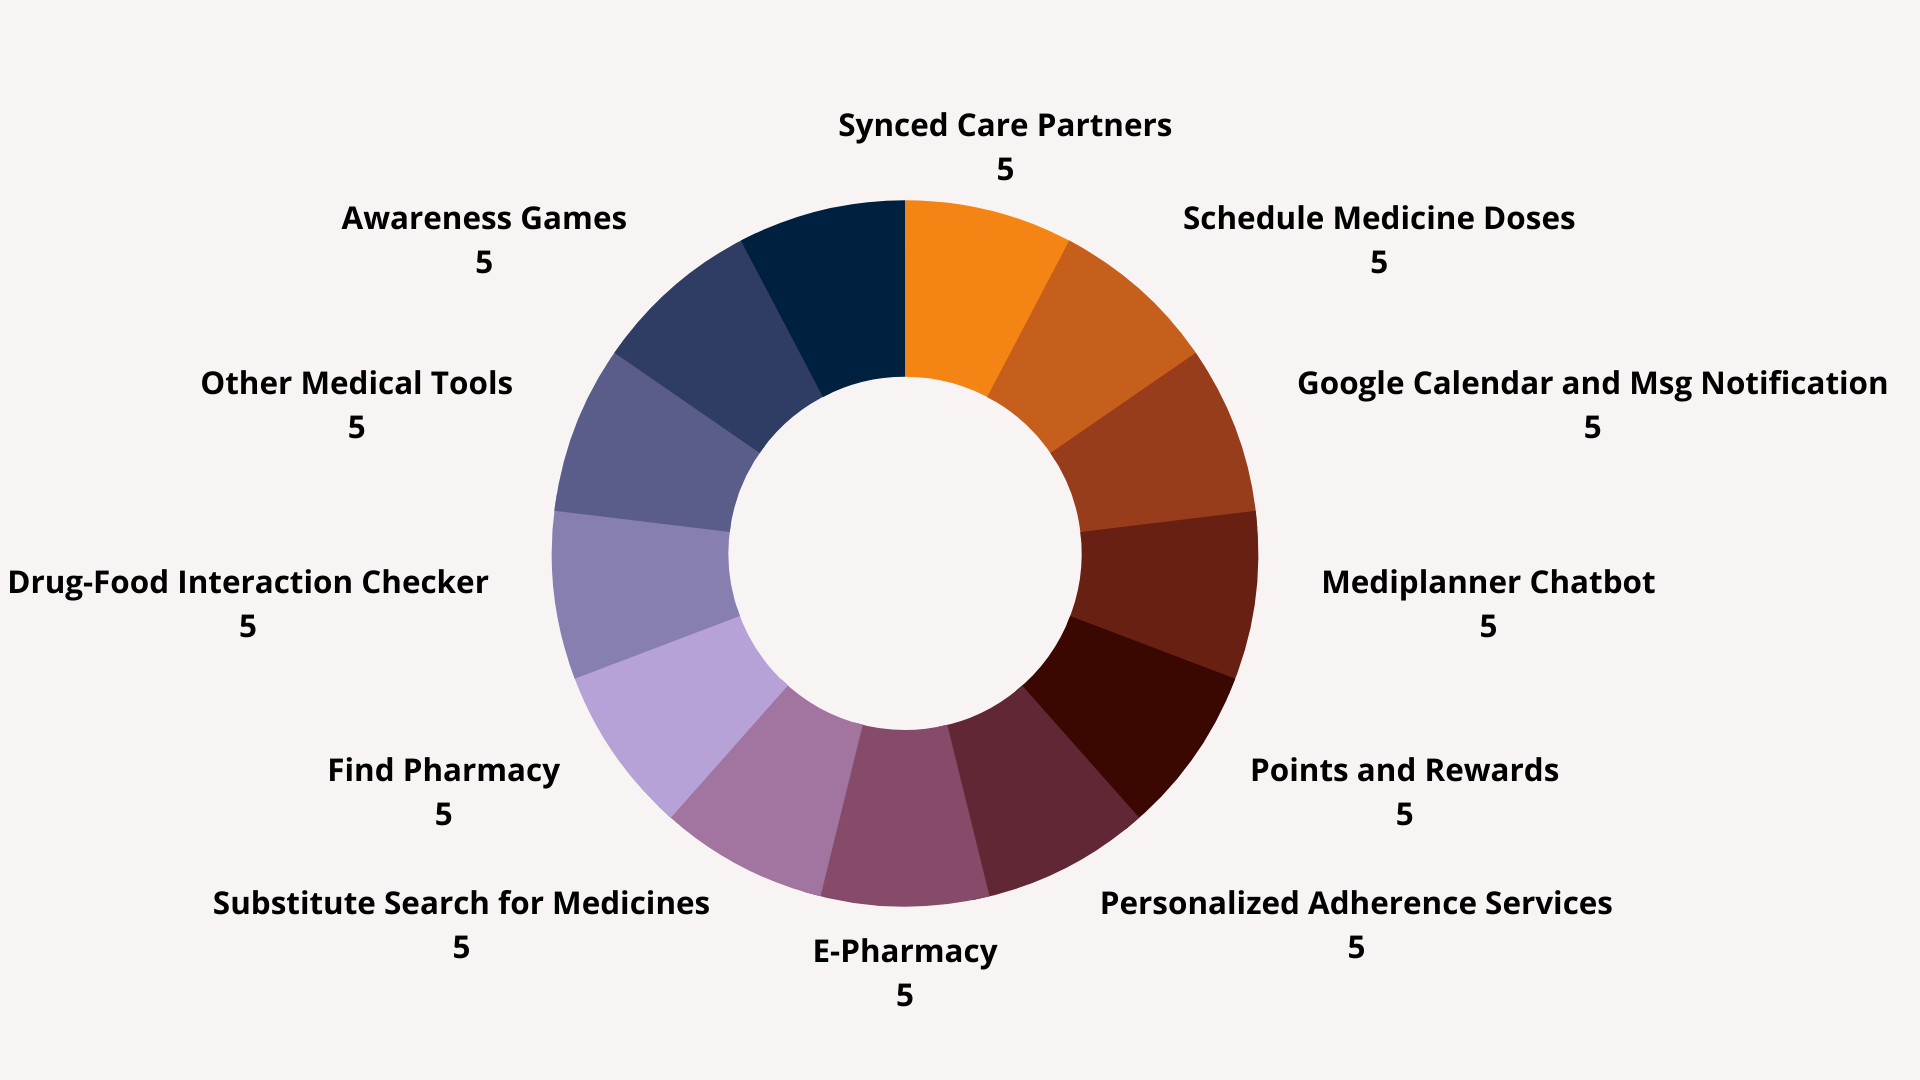 Synced Care Partners
5
Schedule Medicine Doses
5
Google Calendar and Msg Notification
5
Mediplanner Chatbot
5
Points and Rewards
5
Personalized Adherence Services
5
E-Pharmacy
5
Substitute Search for Medicines
5
Find Pharmacy
5
Drug-Food Interaction Checker
5
Other Medical Tools
5
Awareness Games
5